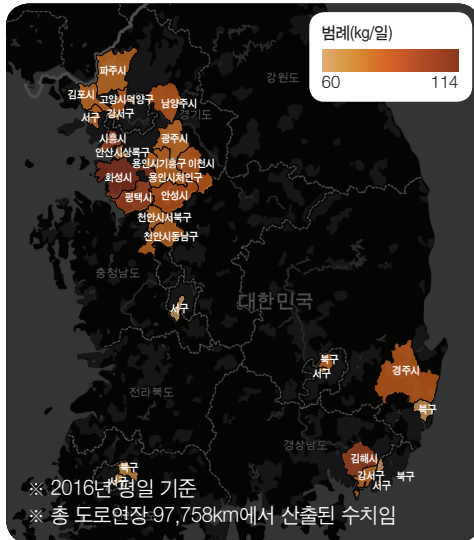 범례(kg/일)
60 114
강원도
파주시
김포시
고양시덕양구
남양주시
서구
강서구
경기도
시흥시
광주시
안산시상록구
용인시기흥구 이천시
화성시
용인시처인구
평택시
안성시
천안시서북구
천안시동남구
충청남도
서구
대한민국
북구
서구
경주시
북구
전라북도
경상남도
김해시
북구
강서구
서구
북구
서구
※ 2016년 평일 기준
※ 총 도로연장 97,758km에서 산출된 수치임